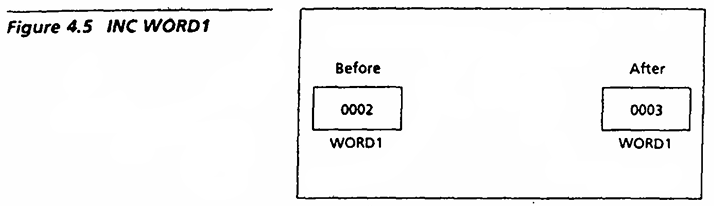 Figure 4.5 INC WORD1
Before After
0002 0003
WORD1 WORD1